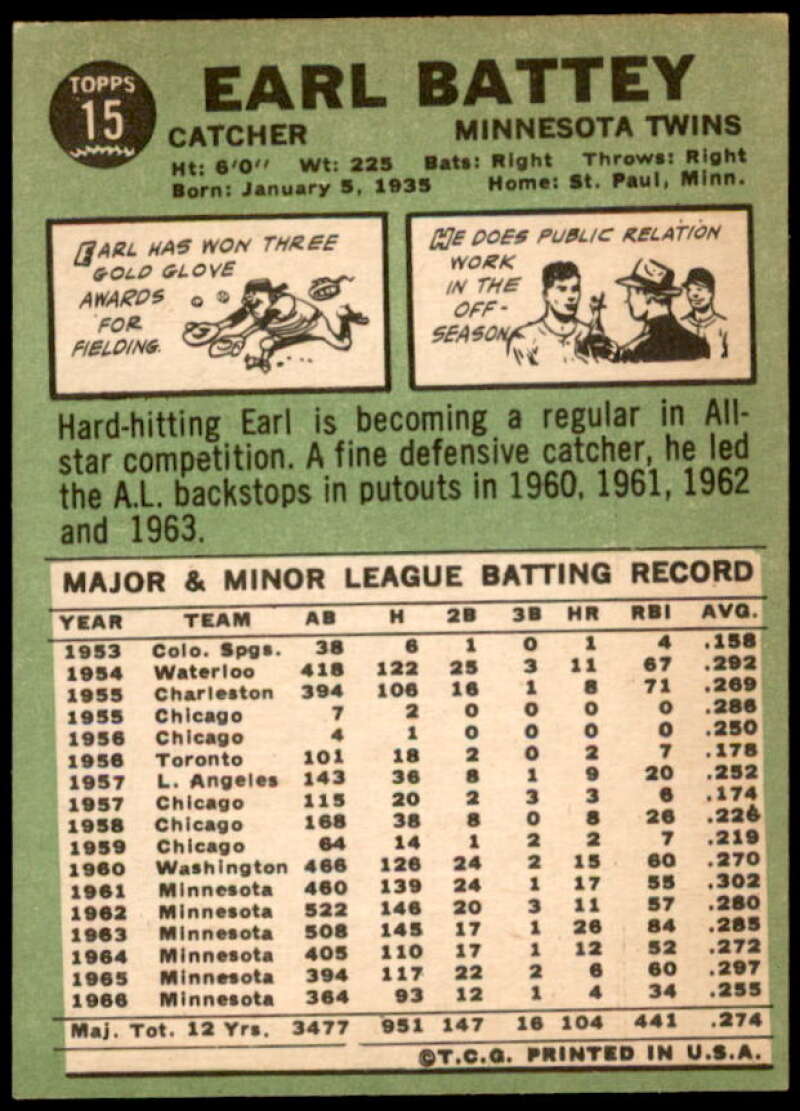 TOPPS
15
EARL BATTEY
CATCHER MINNESOTA TWINS
Ht: 6'0" Wt: 225 Bats: Right Throws: Right
Born: January 5, 1935 Home: St. Paul, Minn.
EARL HAS WON THREE
GOLD GLOVE
AWARDS
FOR
FIELDING.
HE DOES PUBLIC RELATION
WORK
IN THE
OFF-
SEASON
Hard-hitting Earl is becoming a regular in All-
star competition. A fine defensive catcher, he led
the A.L. backstops in putouts in 1960, 1961, 1962
and 1963.
MAJOR & MINOR LEAGUE BATTING RECORD
YEAR TEAM AB H 2B 3B HR RBI AVG.
1953 Colo. Spgs. 38 6 1 0 1 4 .158
1954 Waterloo 418 122 25 3 11 67 .292
1955 Charleston 394 106 16 1 8 71 .269
1955 Chicago 7 2 0 0 0 0 .286
1956 Chicago 4 1 0 0 0 0 .250
1956 Toronto 101 18 2 0 2 7 .178
1957 L. Angeles 143 36 8 1 9 20 .252
1957 Chicago 115 20 2 3 3 6 .174
1958 Chicago 168 38 8 0 8 26 .226
1959 Chicago 64 14 1 2 2 7 .219
1960 Washington 466 126 24 2 15 60 .270
1961 Minnesota 460 139 24 1 17 55 .302
1962 Minnesota 522 146 20 3 11 57 .280
1963 Minnesota 508 145 17 1 26 84 .285
1964 Minnesota 405 110 17 1 12 52 .272
1965 Minnesota 394 117 22 2 6 60 .297
1966 Minnesota 364 93 12 1 4 34 .255
Maj. Tot. 12 Yrs. 3477 951 147 16 104 441 .274
©T.C.G. PRINTED IN U.S.A.